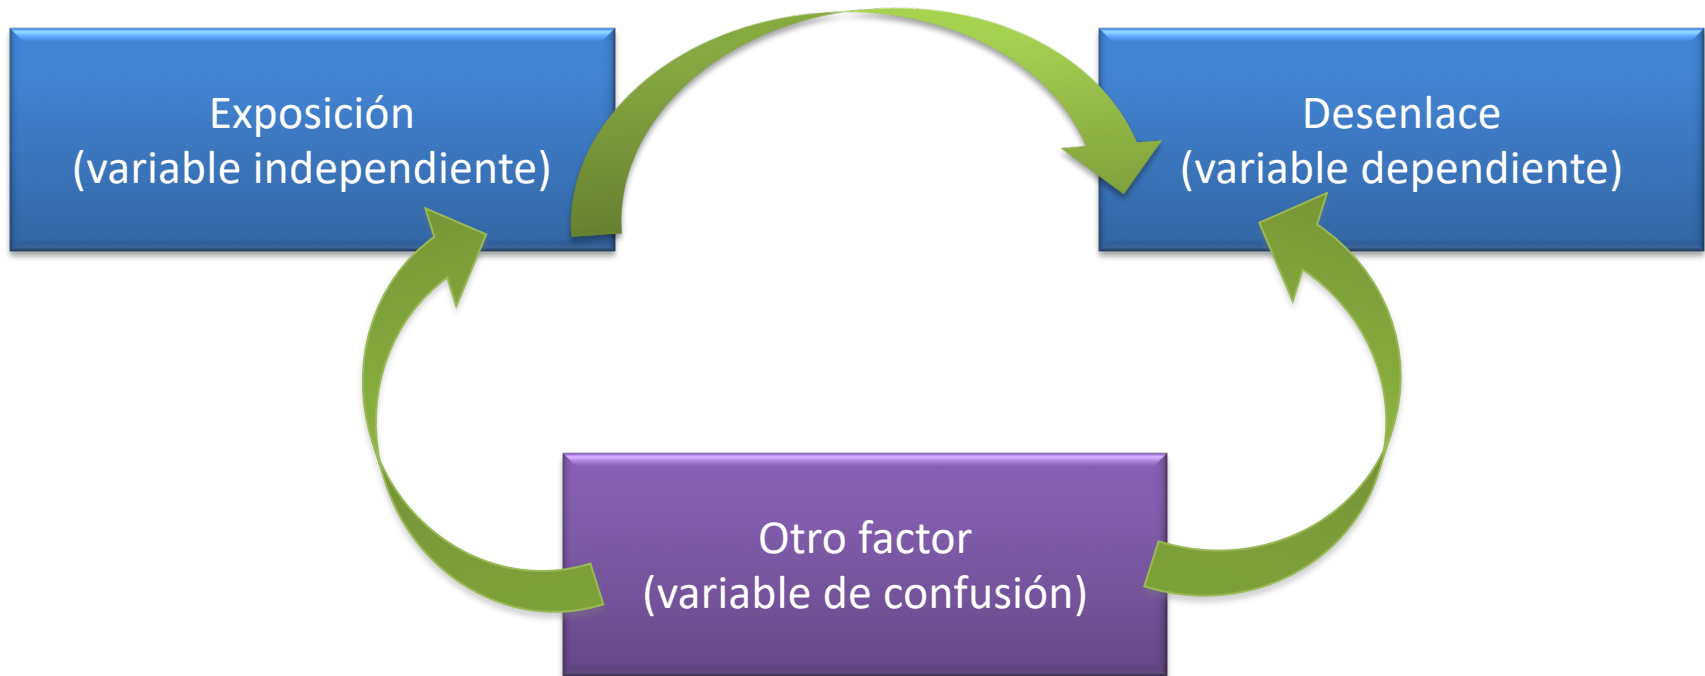 Exposición
(variable independiente)
Desenlace
(variable dependiente)
Otro factor
(variable de confusión)